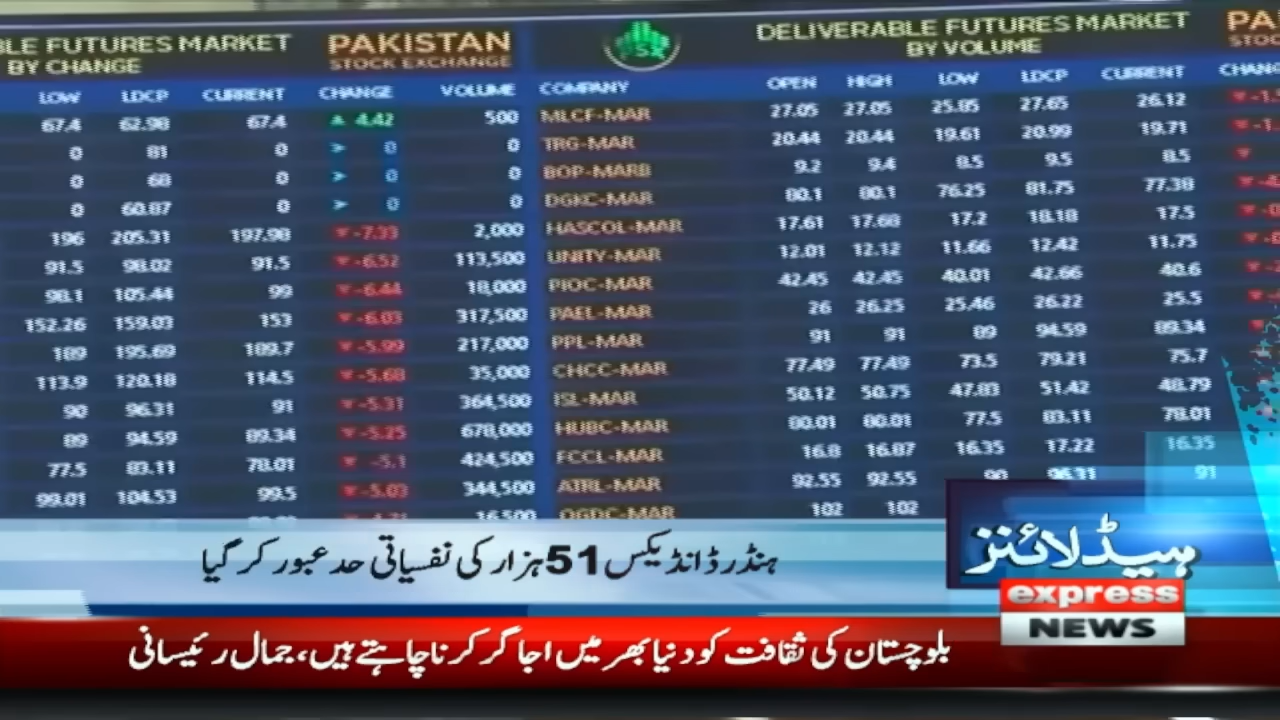 BLE FUTURES MARKET PAKISTAN DELIVERABLE FUTURES MARKET PA
BY CHANGE STOCK EXCHANGE BY VOLUME STOC
LOW LDCP CURRENT CHANGE VOLUME COMPANY OPEN HIGH LOW LDCP CURRENT CHANG
67.4 62.98 67.4 ▲ 4.42 500 MLCF-MAR 27.05 27.05 25.85 27.65 26.12
0 81 0 > 0 0 TRG-MAR 20.44 20.44 19.61 20.99 19.71
0 68 0 > 0 0 BOP-MARB 9.2 9.4 8.5 9.5 8.5
0 60.87 0 > 0 0 DGKC-MAR 80.1 80.1 76.25 81.75 77.38
196 205.31 197.98 ▼-7.33 2,000 HASCOL-MAR 17.61 17.68 17.2 18.18 17.5
91.5 98.02 91.5 ▼-6.52 113,500 UNITY-MAR 12.01 12.12 11.66 12.42 11.75
98.1 105.44 99 ▼-6.44 18,000 PIOC-MAR 42.45 42.45 40.01 42.66 40.6
152.26 159.03 153 ▼-6.03 317,500 PAEL-MAR 26 26.25 25.46 26.22 25.5
189 195.69 189.7 ▼-5.99 217,000 PPL-MAR 91 91 89 94.59 89.34
113.9 120.18 114.5 ▼-5.68 35,000 CHCC-MAR 77.49 77.49 73.5 79.21 75.7
90 96.31 91 ▼-5.31 364,500 ISL-MAR 50.12 50.75 47.83 51.42 48.79
89 94.59 89.34 ▼-5.25 678,000 HUBC-MAR 80.01 80.01 77.5 83.11 78.01
77.5 83.11 78.01 ▼-5.1 424,500 FCCL-MAR 16.8 16.87 16.35 17.22 16.35
99.01 104.53 99.5 ▼-5.03 344,500 ATRL-MAR 92.55 92.55 90 96.31 91
16,500 OGDC-MAR 102 102
ہنڈرڈ انڈیکس 51 ہزار کی نفسیاتی حد عبور کر گیا
ہیڈلائنز
express
NEWS
بلوچستان کی ثقافت کو دنیا بھر میں اجاگر کرنا چاہتے ہیں، جمال رئیسانی